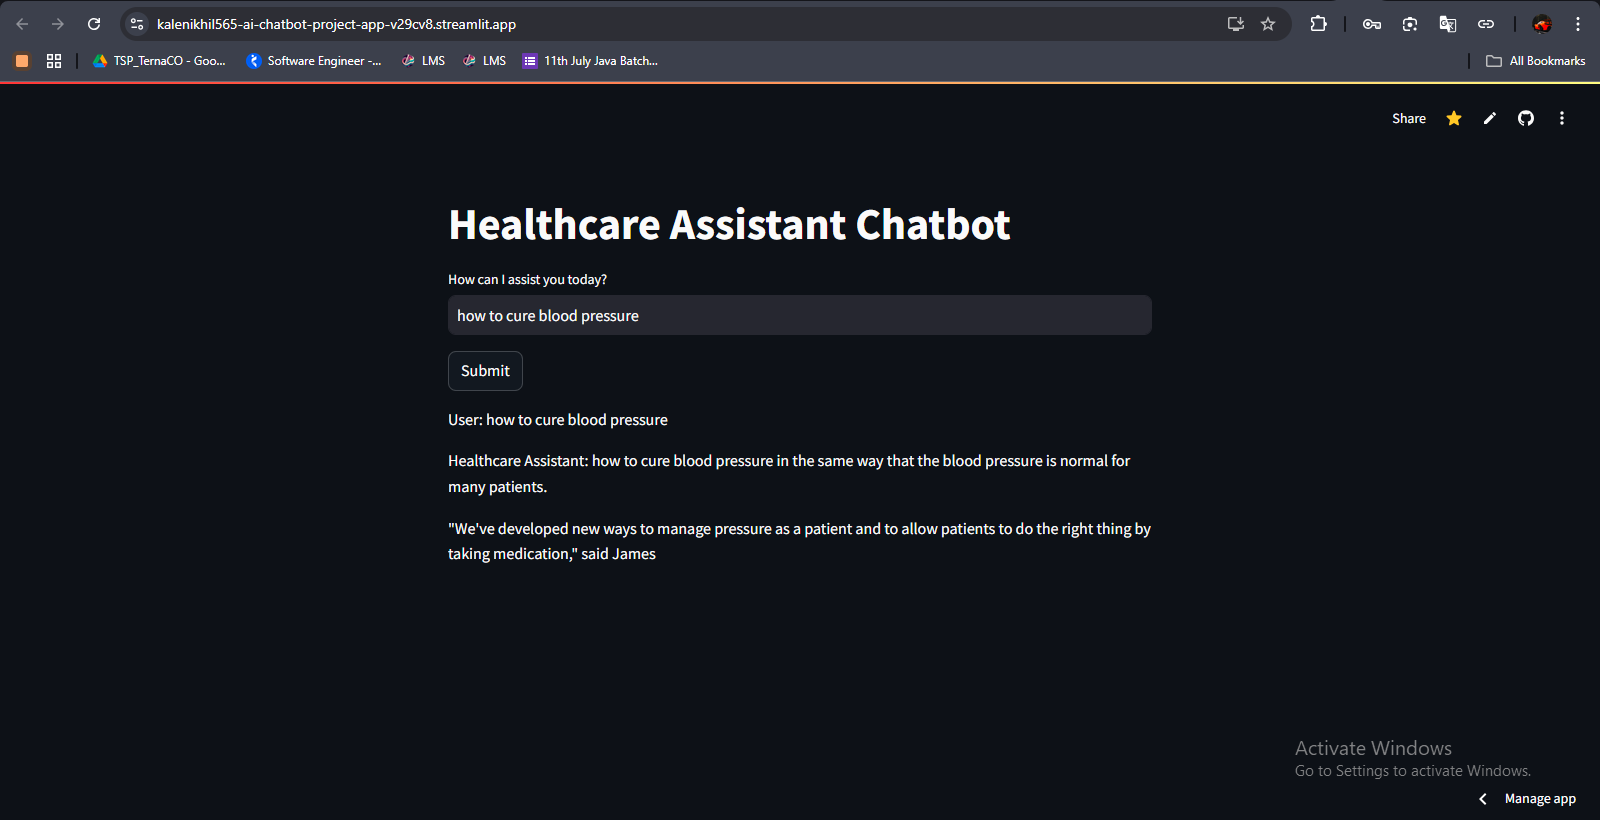 kalenikhil565-ai-chatbot-project-app-v29cv8.streamlit.app
TSP_TernaCO - Goo... Software Engineer -... LMS LMS 11th July Java Batch... All Bookmarks
Share
Healthcare Assistant Chatbot
How can I assist you today?
how to cure blood pressure
Submit
User: how to cure blood pressure
Healthcare Assistant: how to cure blood pressure in the same way that the blood pressure is normal for
many patients.
"We've developed new ways to manage pressure as a patient and to allow patients to do the right thing by
taking medication," said James
Activate Windows
Go to Settings to activate Windows.
Manage app